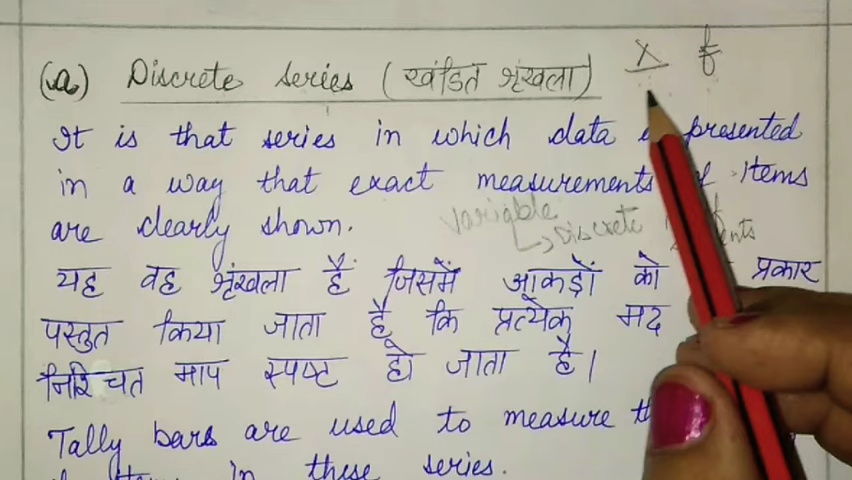 (a) Discrete series (खंडित श्रृंखला) X f
It is that series in which data presented
in a way that exact measurements of Items
are clearly shown.
Variable
Discrete
यह वह श्रृंखला है जिसमें आकड़ों को प्रकार
पस्तुत किया जाता है कि प्रत्येक मद
निश्चित माप स्पष्ट हो जाता है।
Tally bars are used to measure
in these series.